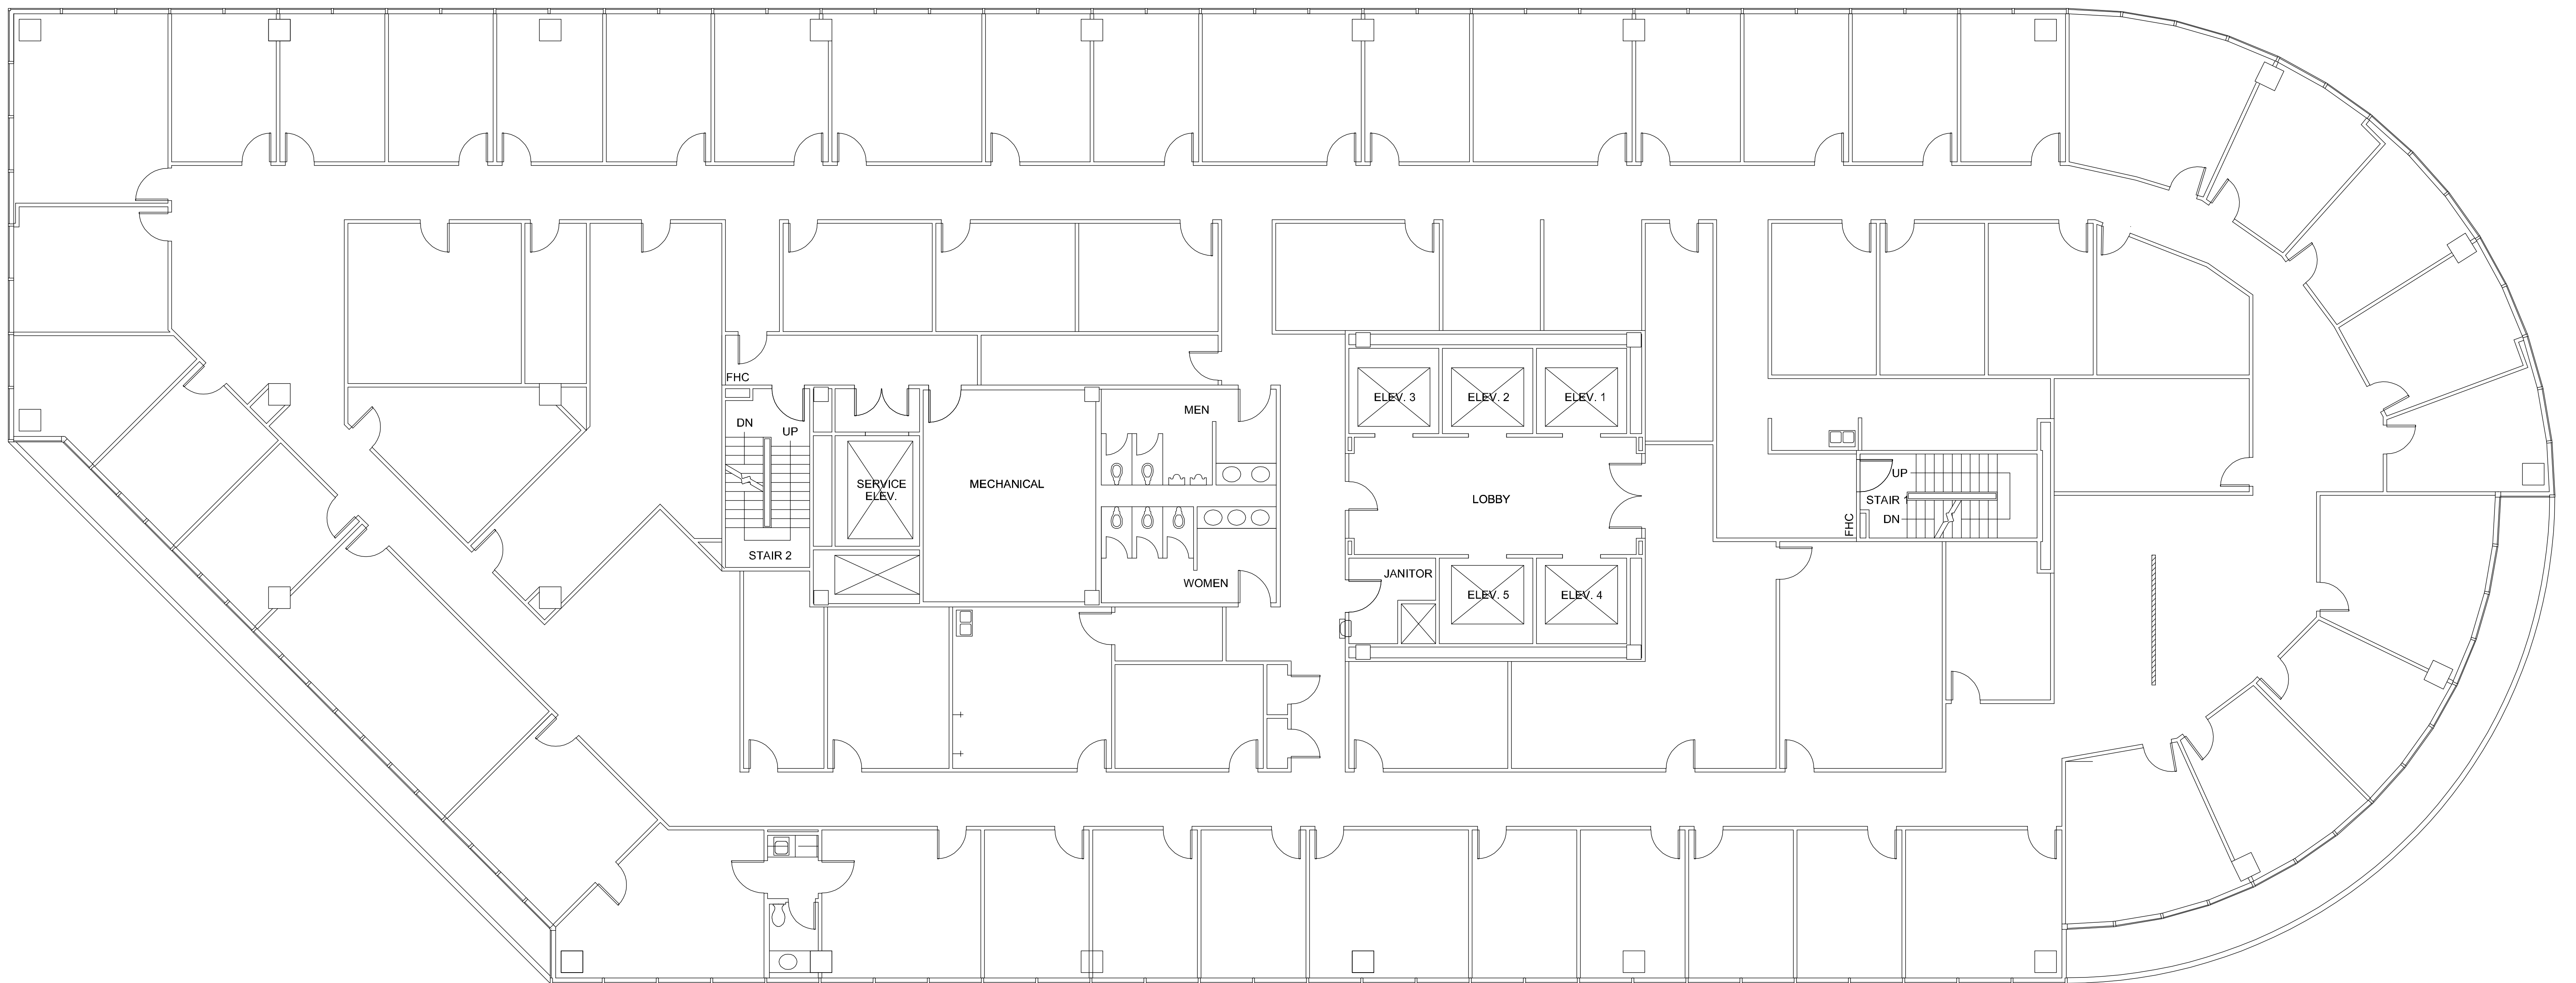 FHC
DN
UP
STAIR 2
SERVICE
ELEV.
MECHANICAL
MEN
WOMEN
ELEV. 3
ELEV. 2
ELEV. 1
LOBBY
JANITOR
ELEV. 5
ELEV. 4
UP
STAIR 1
DN
FHC